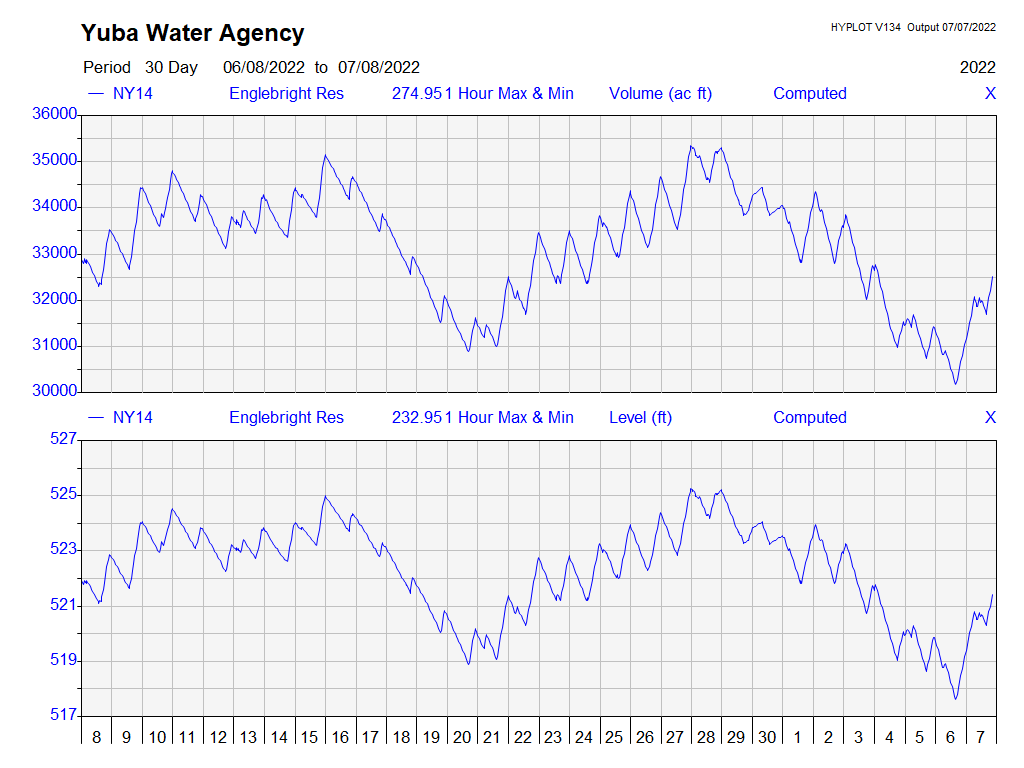 Yuba Water Agency
HYPLOT V134 Output 07/07/2022
Period 30 Day 06/08/2022 to 07/08/2022 2022
NY14 Englebright Res 274.951 Hour Max & Min Volume (ac ft) Computed X
36000
35000
34000
33000
32000
31000
30000
NY14 Englebright Res 232.951 Hour Max & Min Level (ft) Computed X
527
525
523
521
519
517
8 9 10 11 12 13 14 15 16 17 18 19 20 21 22 23 24 25 26 27 28 29 30 1 2 3 4 5 6 7